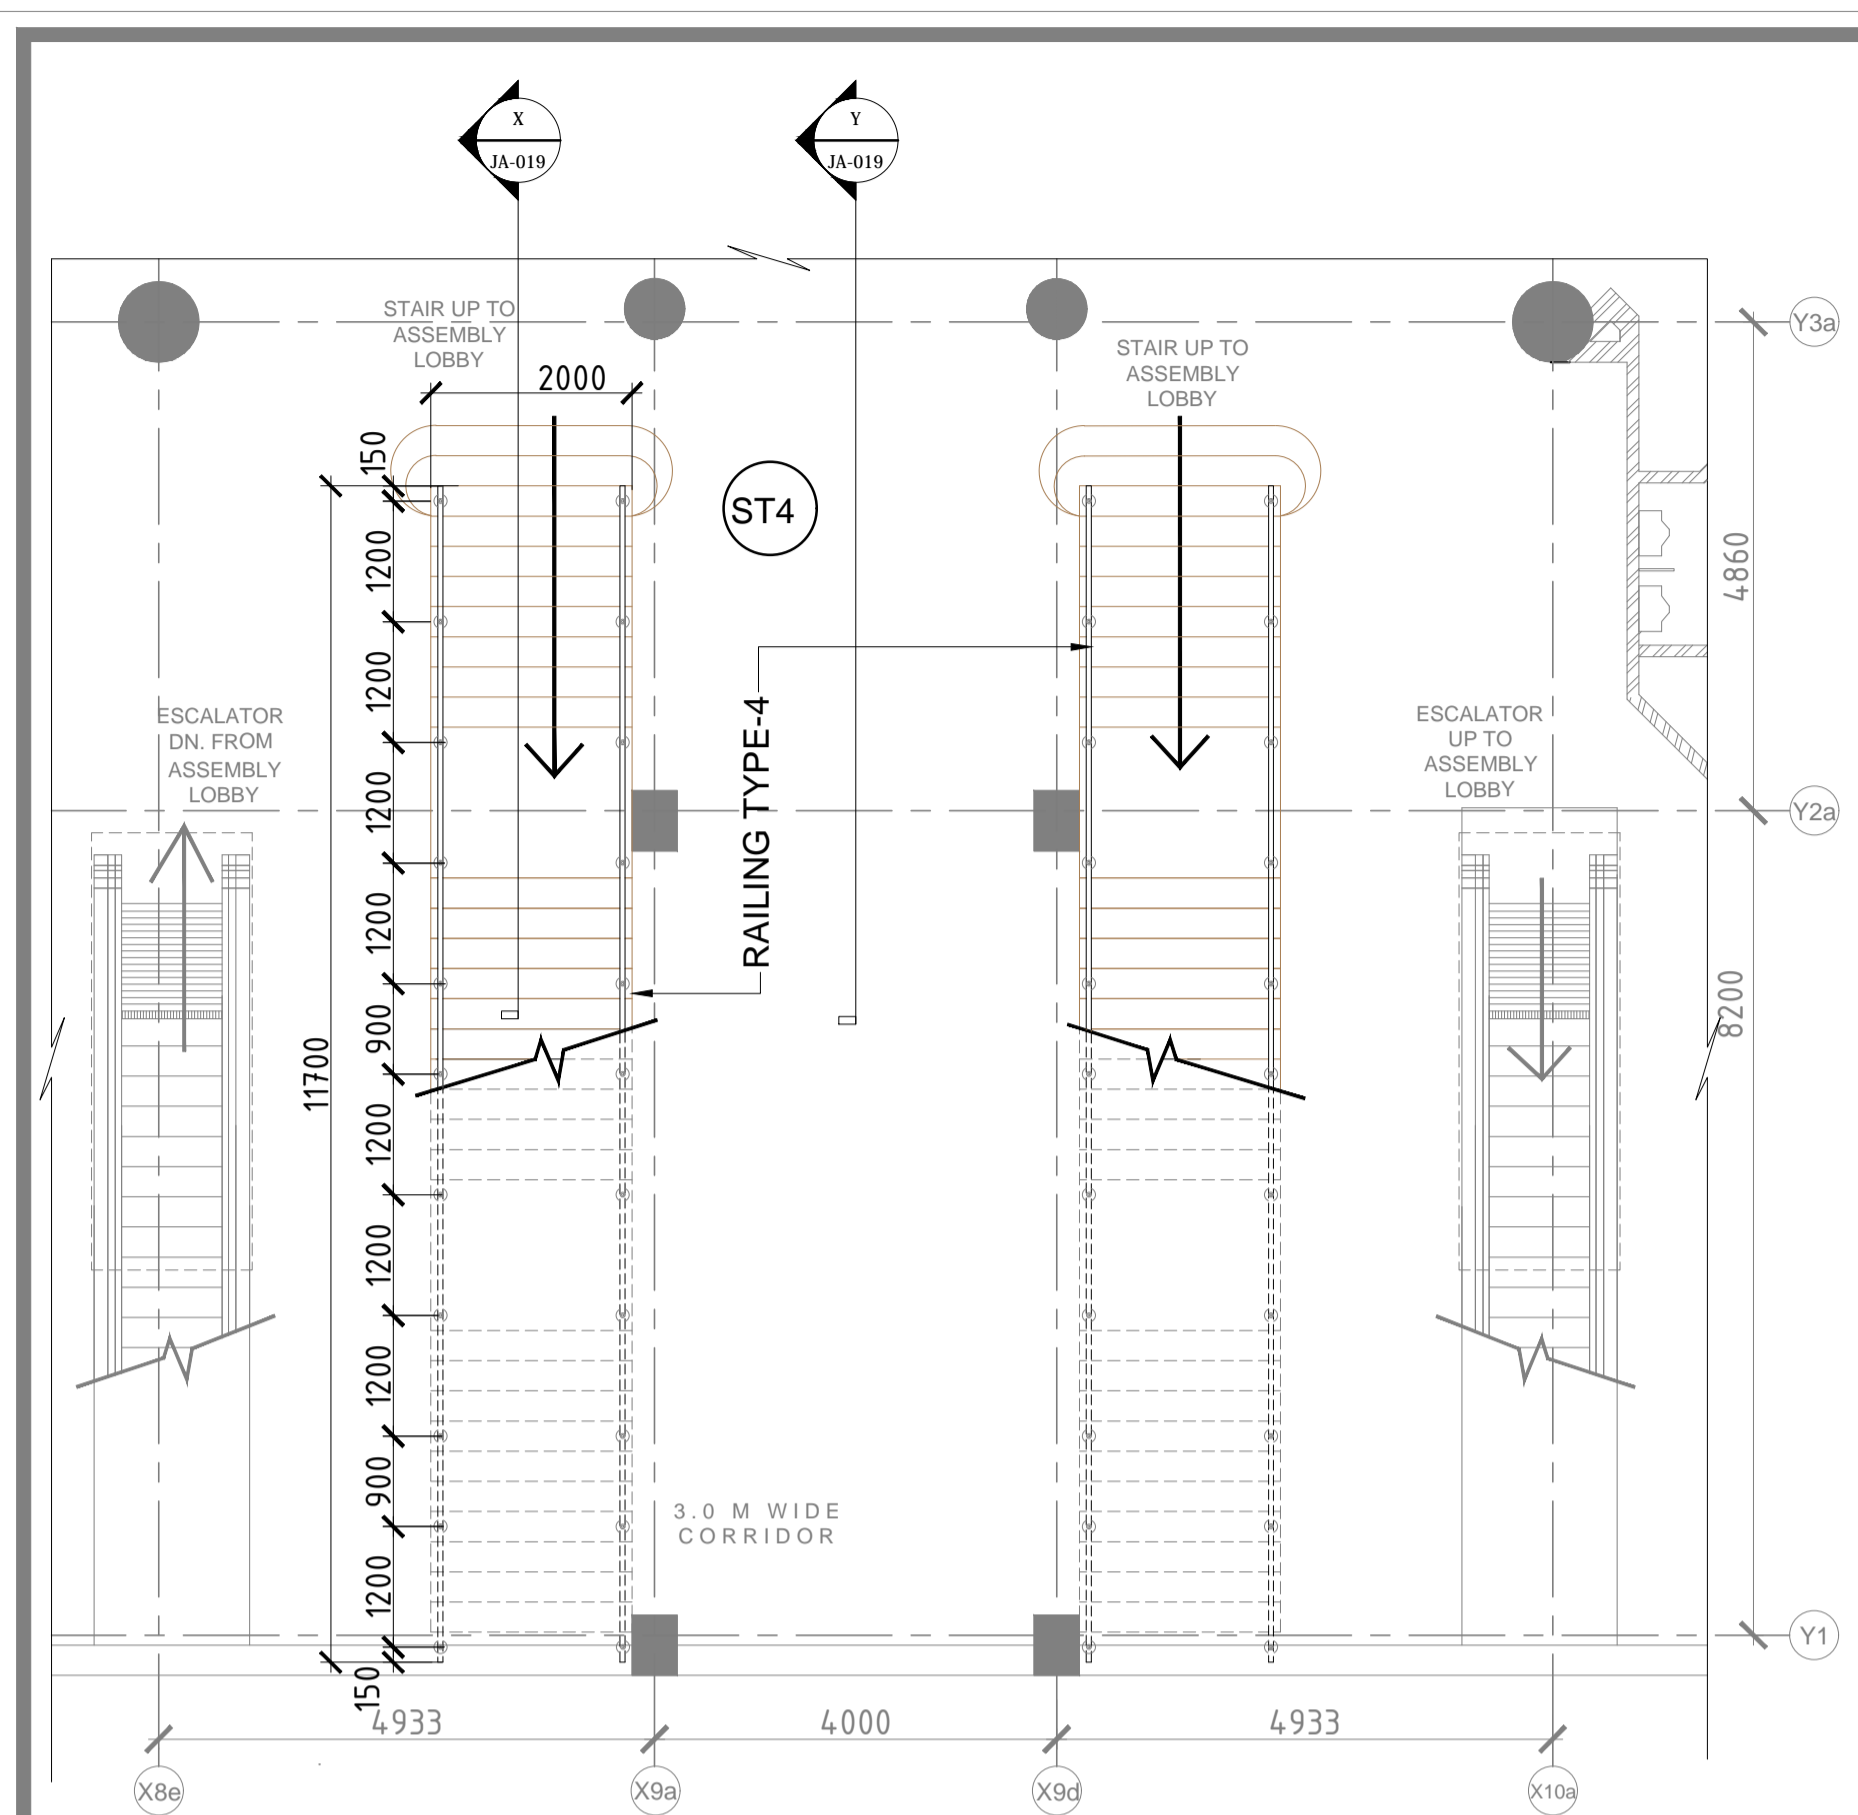 X
JA-019
Y
JA-019
STAIR UP TO
ASSEMBLY
LOBBY
STAIR UP TO
ASSEMBLY
LOBBY
Y3a
2000
150
ST4
1200
4860
1200
RAILING TYPE-4
ESCALATOR
DN. FROM
ASSEMBLY
LOBBY
ESCALATOR
UP TO
ASSEMBLY
LOBBY
1200
Y2a
1200
8200
900
11700
1200
1200
1200
900
3.0 M WIDE
CORRIDOR
1200
Y1
150
4933
4000
4933
X8e
X9a
X9d
X10a